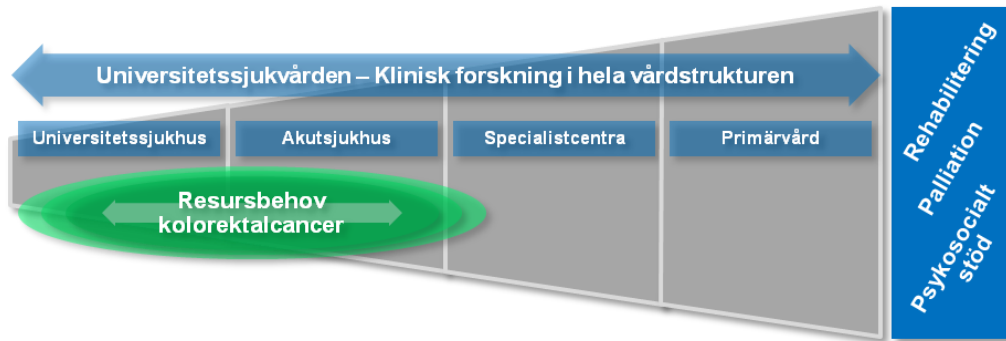 Universitetssjukvården – Klinisk forskning i hela vårdstrukturen
Universitetssjukhus
Akutsjukhus
Specialistcentra
Primärvård
Resursbehov
kolorektalcancer
Rehabilitering
Palliation
Psykosocialt
stöd